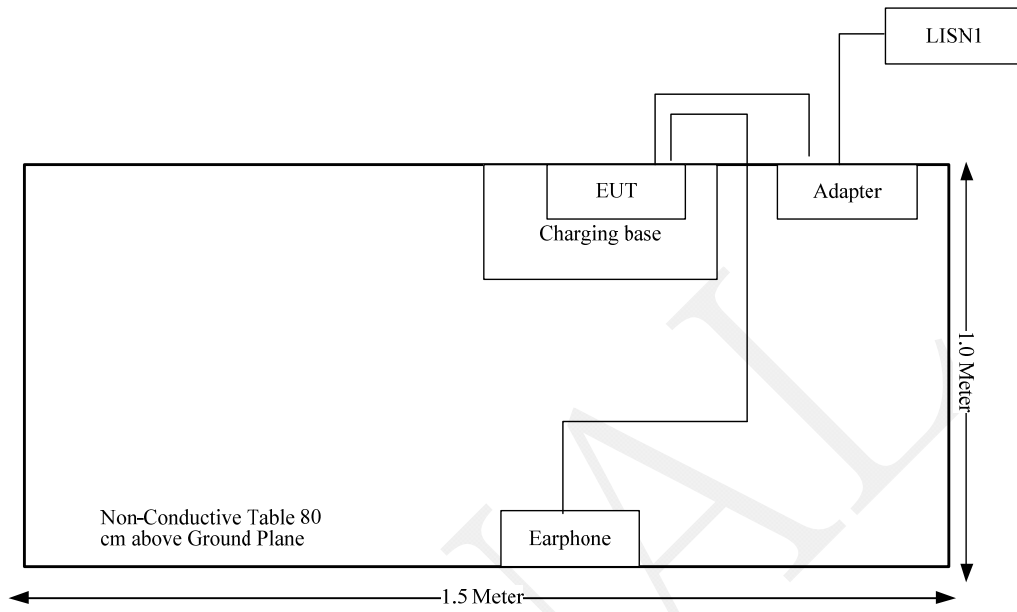 LISN1
EUT
Adapter
Charging base
1.0 Meter
Non-Conductive Table 80
cm above Ground Plane
Earphone
1.5 Meter